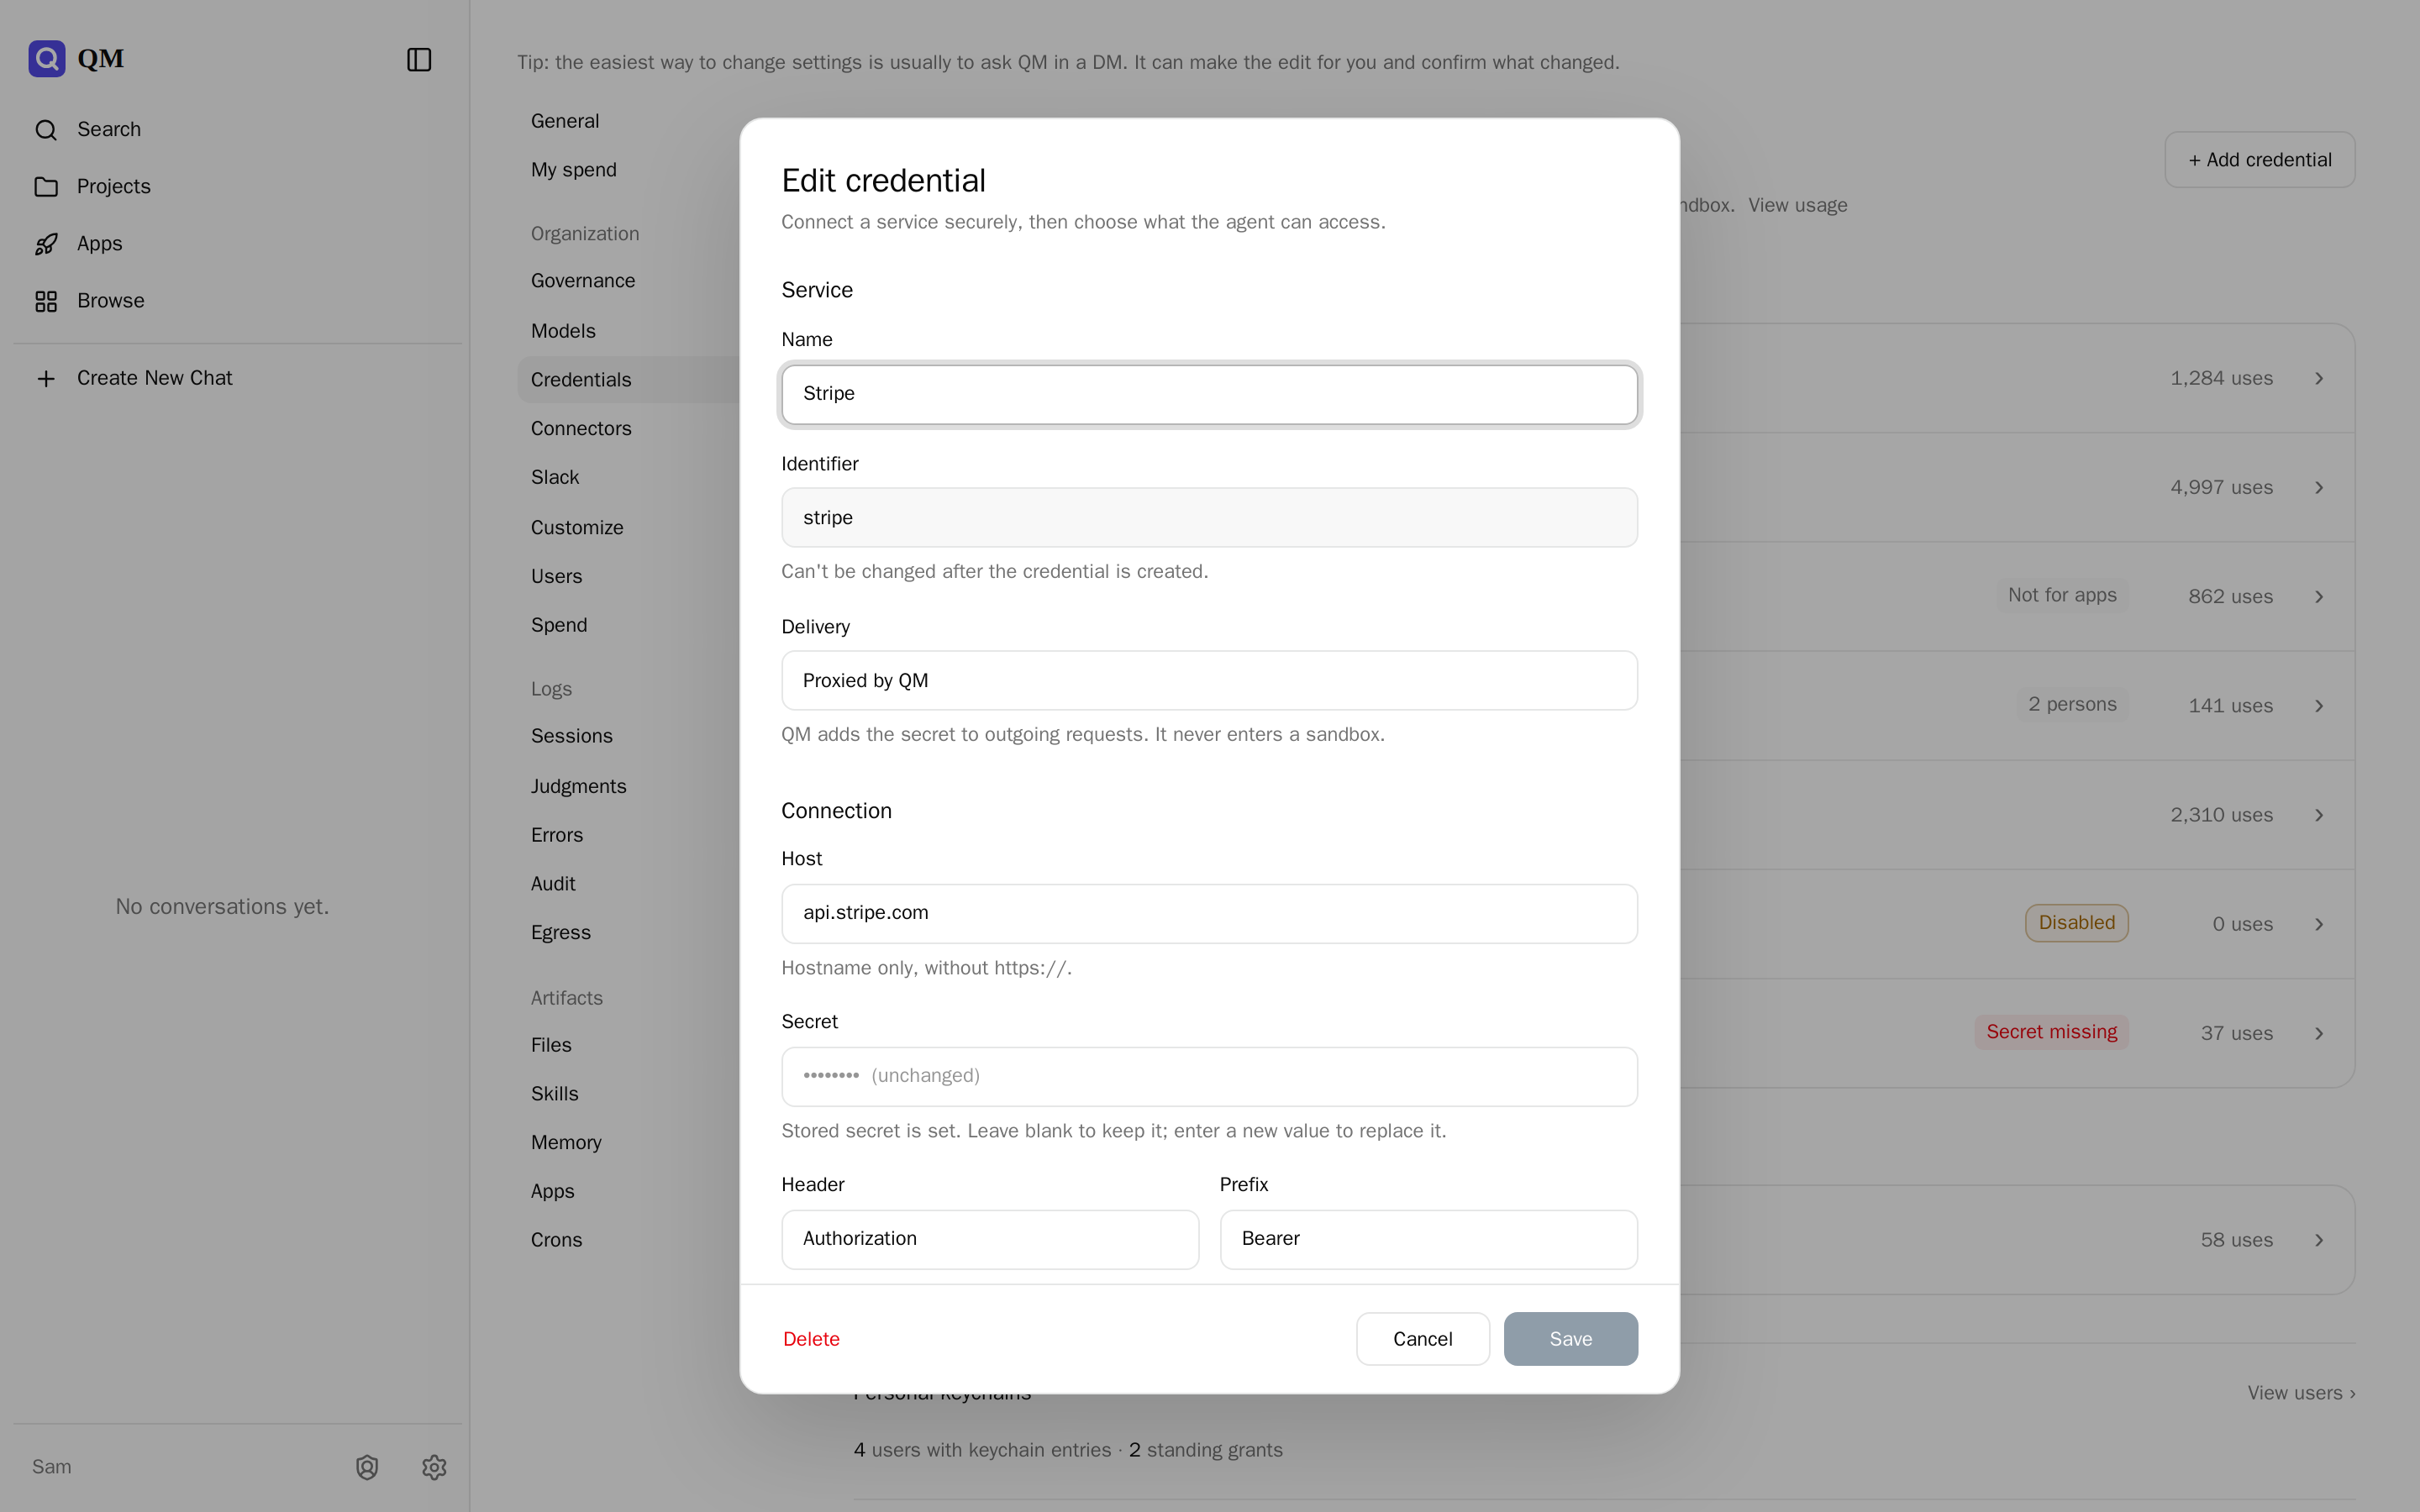 QM
Search
Projects
Apps
Browse
Create New Chat
No conversations yet.
Sam
Tip: the easiest way to change settings is usually to ask QM in a DM. It can make the edit for you and confirm what changed.
General
My spend
Organization
Governance
Models
Credentials
Connectors
Slack
Customize
Users
Spend
Logs
Sessions
Judgments
Errors
Audit
Egress
Artifacts
Files
Skills
Memory
Apps
Crons
+ Add credential
View usage
1,284 uses
4,997 uses
Not for apps 862 uses
2 persons 141 uses
2,310 uses
Disabled 0 uses
Secret missing 37 uses
58 uses
Edit credential
Connect a service securely, then choose what the agent can access.
Service
Name
Stripe
Identifier
stripe
Can't be changed after the credential is created.
Delivery
Proxied by QM
QM adds the secret to outgoing requests. It never enters a sandbox.
Connection
Host
api.stripe.com
Hostname only, without https://.
Secret
•••••••• (unchanged)
Stored secret is set. Leave blank to keep it; enter a new value to replace it.
Header Prefix
Authorization Bearer
Delete Cancel Save
Personal keychains View users ›
4 users with keychain entries · 2 standing grants